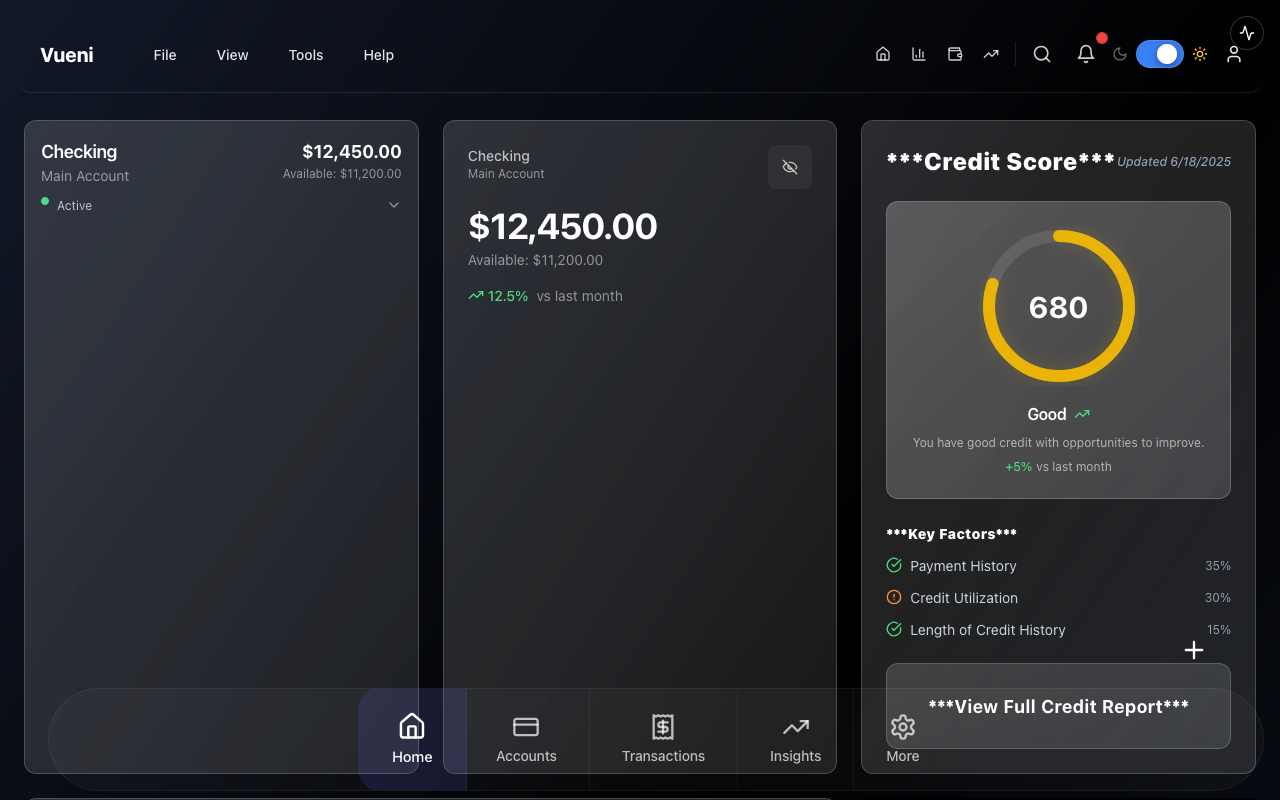 Vueni
File
View
Tools
Help
Checking
$12,450.00
Main Account
Available: $11,200.00
Active
Checking
Main Account
$12,450.00
Available: $11,200.00
12.5% vs last month
***Credit Score***
Updated 6/18/2025
680
Good
You have good credit with opportunities to improve.
+5% vs last month
***Key Factors***
Payment History
35%
Credit Utilization
30%
Length of Credit History
15%
***View Full Credit Report***
Home
Accounts
Transactions
Insights
More